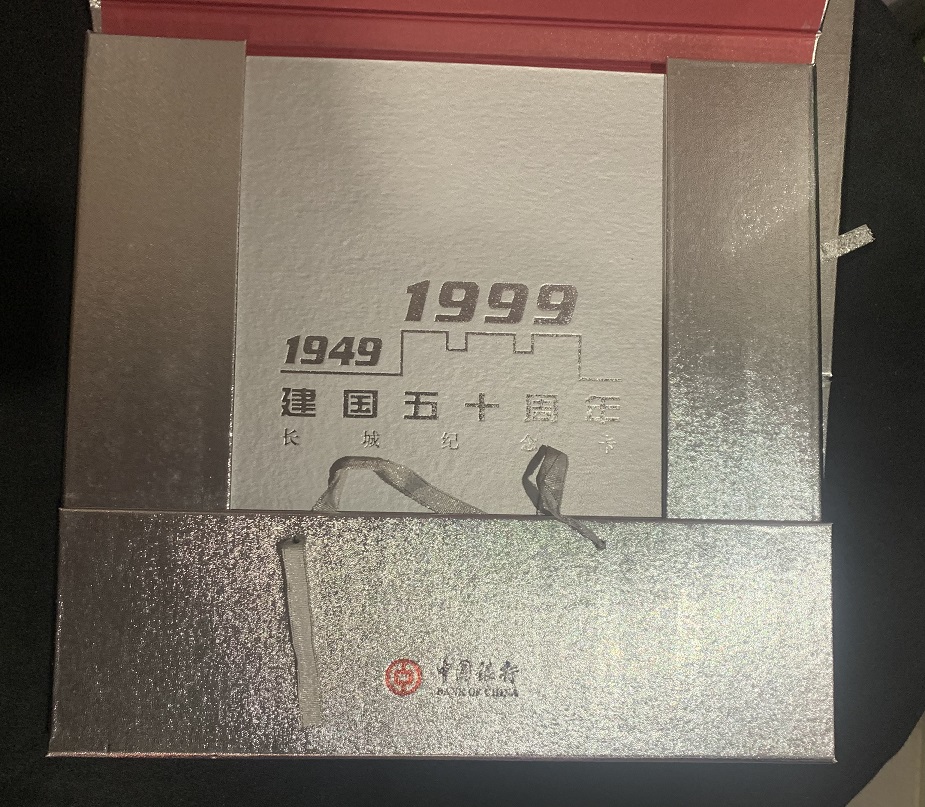 1999
1949
建国五十周年
长城纪念卡
中国银行
BANK OF CHINA